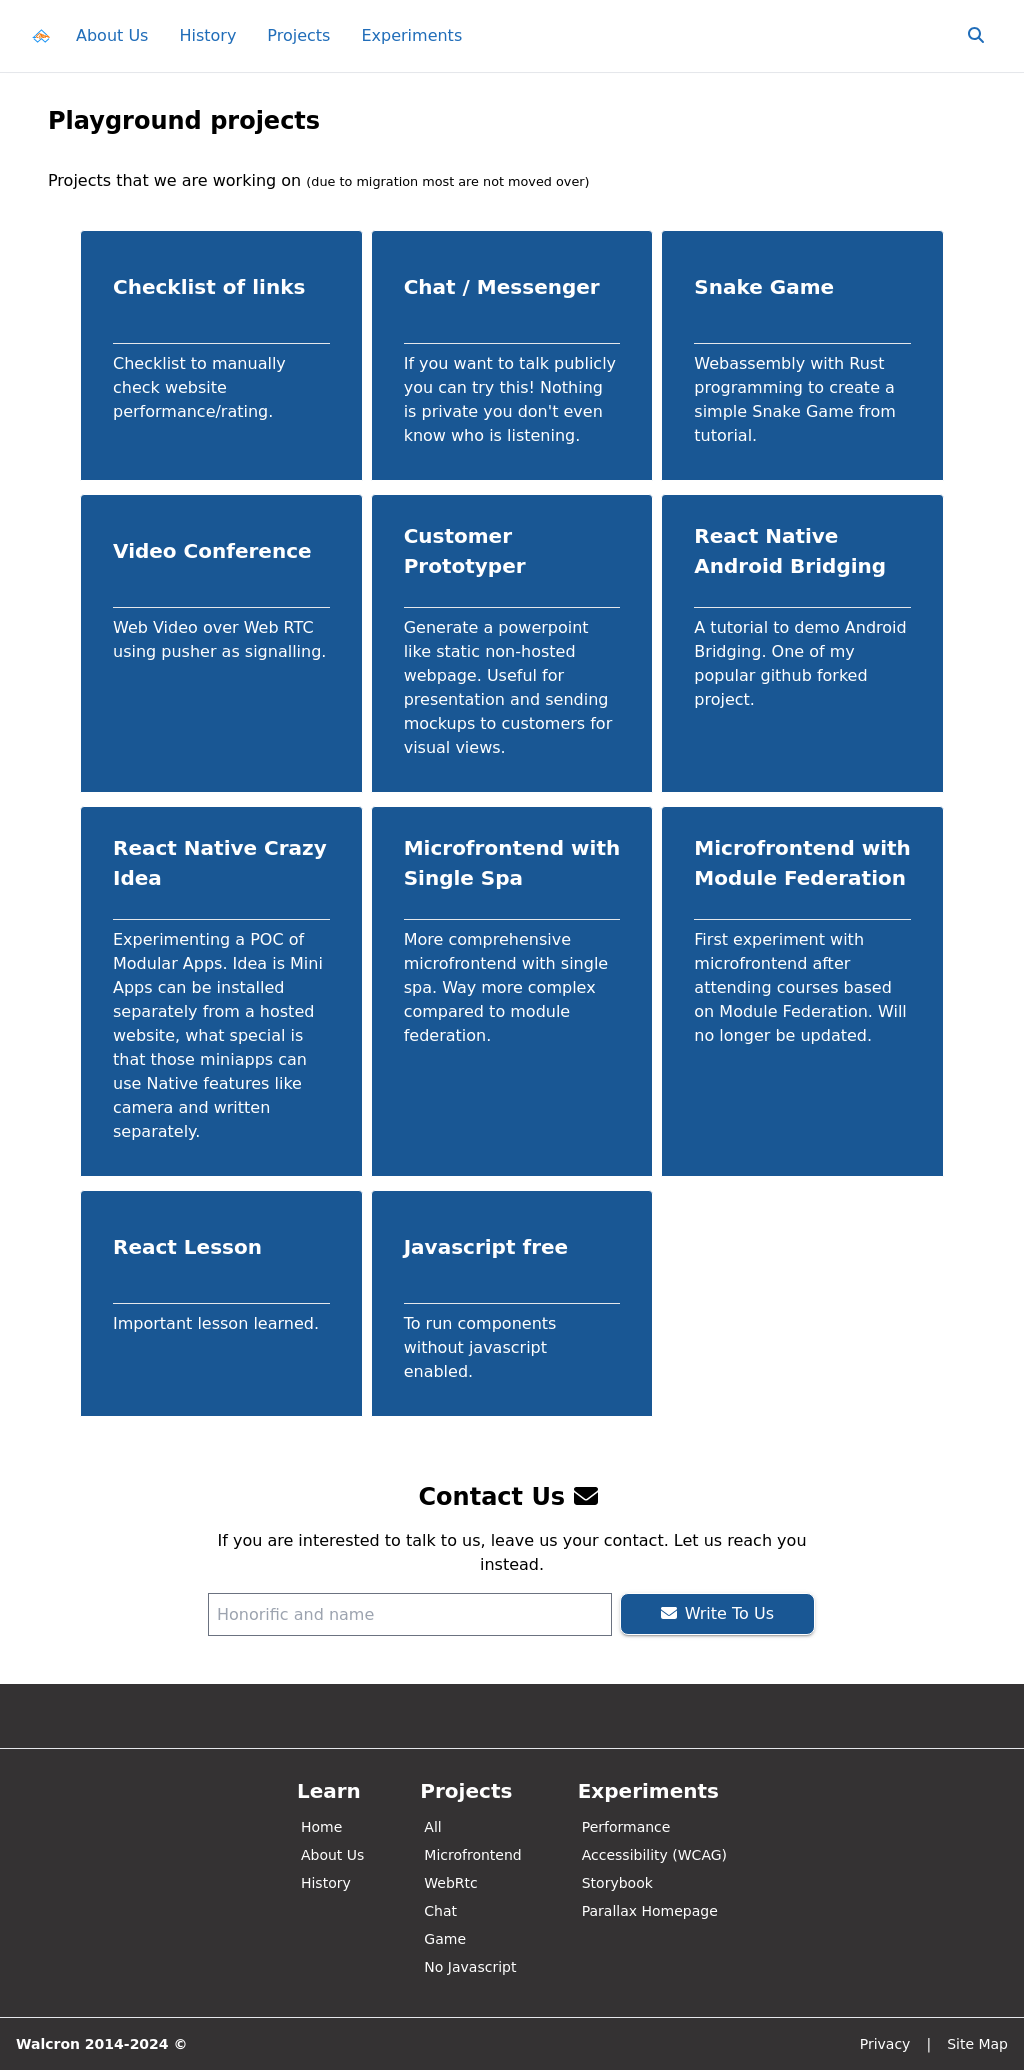 About Us
History
Projects
Experiments
Playground projects
Projects that we are working on (due to migration most are not moved over)
Checklist of links
Checklist to manually
check website
performance/rating.
Chat / Messenger
If you want to talk publicly
you can try this! Nothing
is private you don't even
know who is listening.
Snake Game
Webassembly with Rust
programming to create a
simple Snake Game from
tutorial.
Video Conference
Web Video over Web RTC
using pusher as signalling.
Customer
Prototyper
Generate a powerpoint
like static non-hosted
webpage. Useful for
presentation and sending
mockups to customers for
visual views.
React Native
Android Bridging
A tutorial to demo Android
Bridging. One of my
popular github forked
project.
React Native Crazy
Idea
Experimenting a POC of
Modular Apps. Idea is Mini
Apps can be installed
separately from a hosted
website, what special is
that those miniapps can
use Native features like
camera and written
separately.
Microfrontend with
Single Spa
More comprehensive
microfrontend with single
spa. Way more complex
compared to module
federation.
Microfrontend with
Module Federation
First experiment with
microfrontend after
attending courses based
on Module Federation. Will
no longer be updated.
React Lesson
Important lesson learned.
Javascript free
To run components
without javascript
enabled.
Contact Us
If you are interested to talk to us, leave us your contact. Let us reach you
instead.
Honorific and name
Write To Us
Learn
Home
About Us
History
Projects
All
Microfrontend
WebRtc
Chat
Game
No Javascript
Experiments
Performance
Accessibility (WCAG)
Storybook
Parallax Homepage
Walcron 2014-2024 ©
Privacy | Site Map